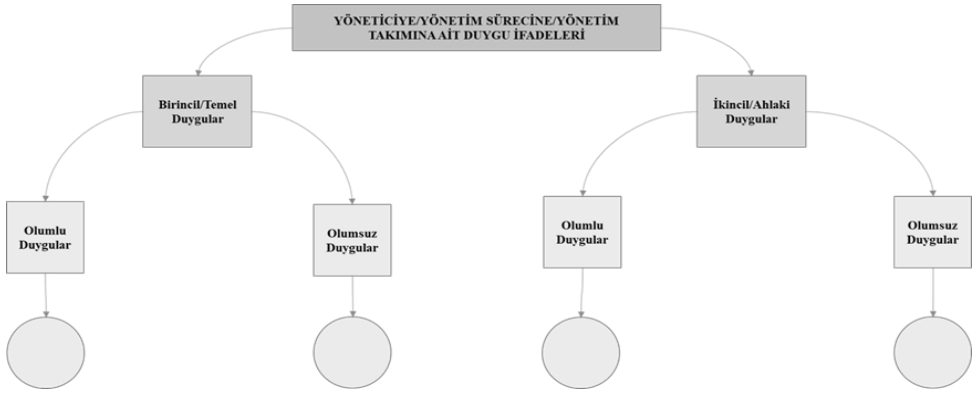 YÖNETİCİYE/YÖNETİM SÜRECİNE/YÖNETİM
TAKIMINA AİT DUYGU İFADELERİ
Birincil/Temel
Duygular
İkincil/Ahlaki
Duygular
Olumlu
Duygular
Olumsuz
Duygular
Olumlu
Duygular
Olumsuz
Duygular